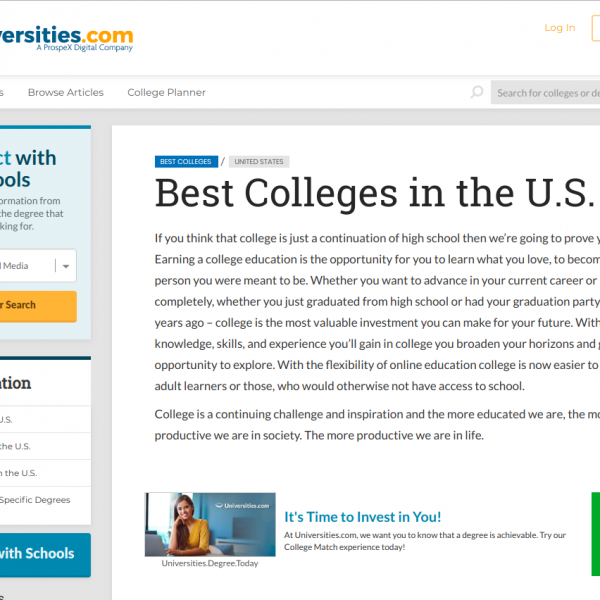 versities.com
A ProspeX Digital Company
Log In
Browse Articles
College Planner
Search for colleges or de
ct with
ools
formation from
the degree that
king for.
l Media
r Search
BEST COLLEGES / UNITED STATES
Best Colleges in the U.S.
If you think that college is just a continuation of high school then we're going to prove y
Earning a college education is the opportunity for you to learn what you love, to becom
person you were meant to be. Whether you want to advance in your current career or
completely, whether you just graduated from high school or had your graduation party
years ago – college is the most valuable investment you can make for your future. With
knowledge, skills, and experience you'll gain in college you broaden your horizons and g
opportunity to explore. With the flexibility of online education college is now easier to
adult learners or those, who would otherwise not have access to school.
College is a continuing challenge and inspiration and the more educated we are, the mo
productive we are in society. The more productive we are in life.
tion
U.S.
the U.S.
n the U.S.
Specific Degrees
with Schools
Universities.com
Universities.Degree.Today
It's Time to Invest in You!
At Universities.com, we want you to know that a degree is achievable. Try our
College Match experience today!